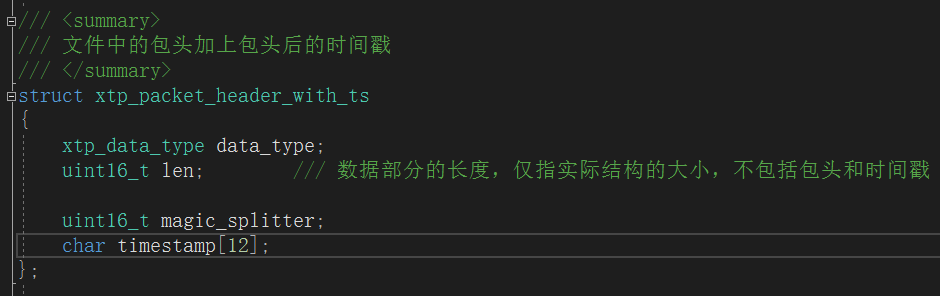 /// <summary>
/// 文件中的包头加上包头后的时间戳
/// </summary>
struct xtp_packet_header_with_ts
{
xtp_data_type data_type;
uint16_t len; /// 数据部分的长度，仅指实际结构的大小，不包括包头和时间戳
uint16_t magic_splitter;
char timestamp[12];
};